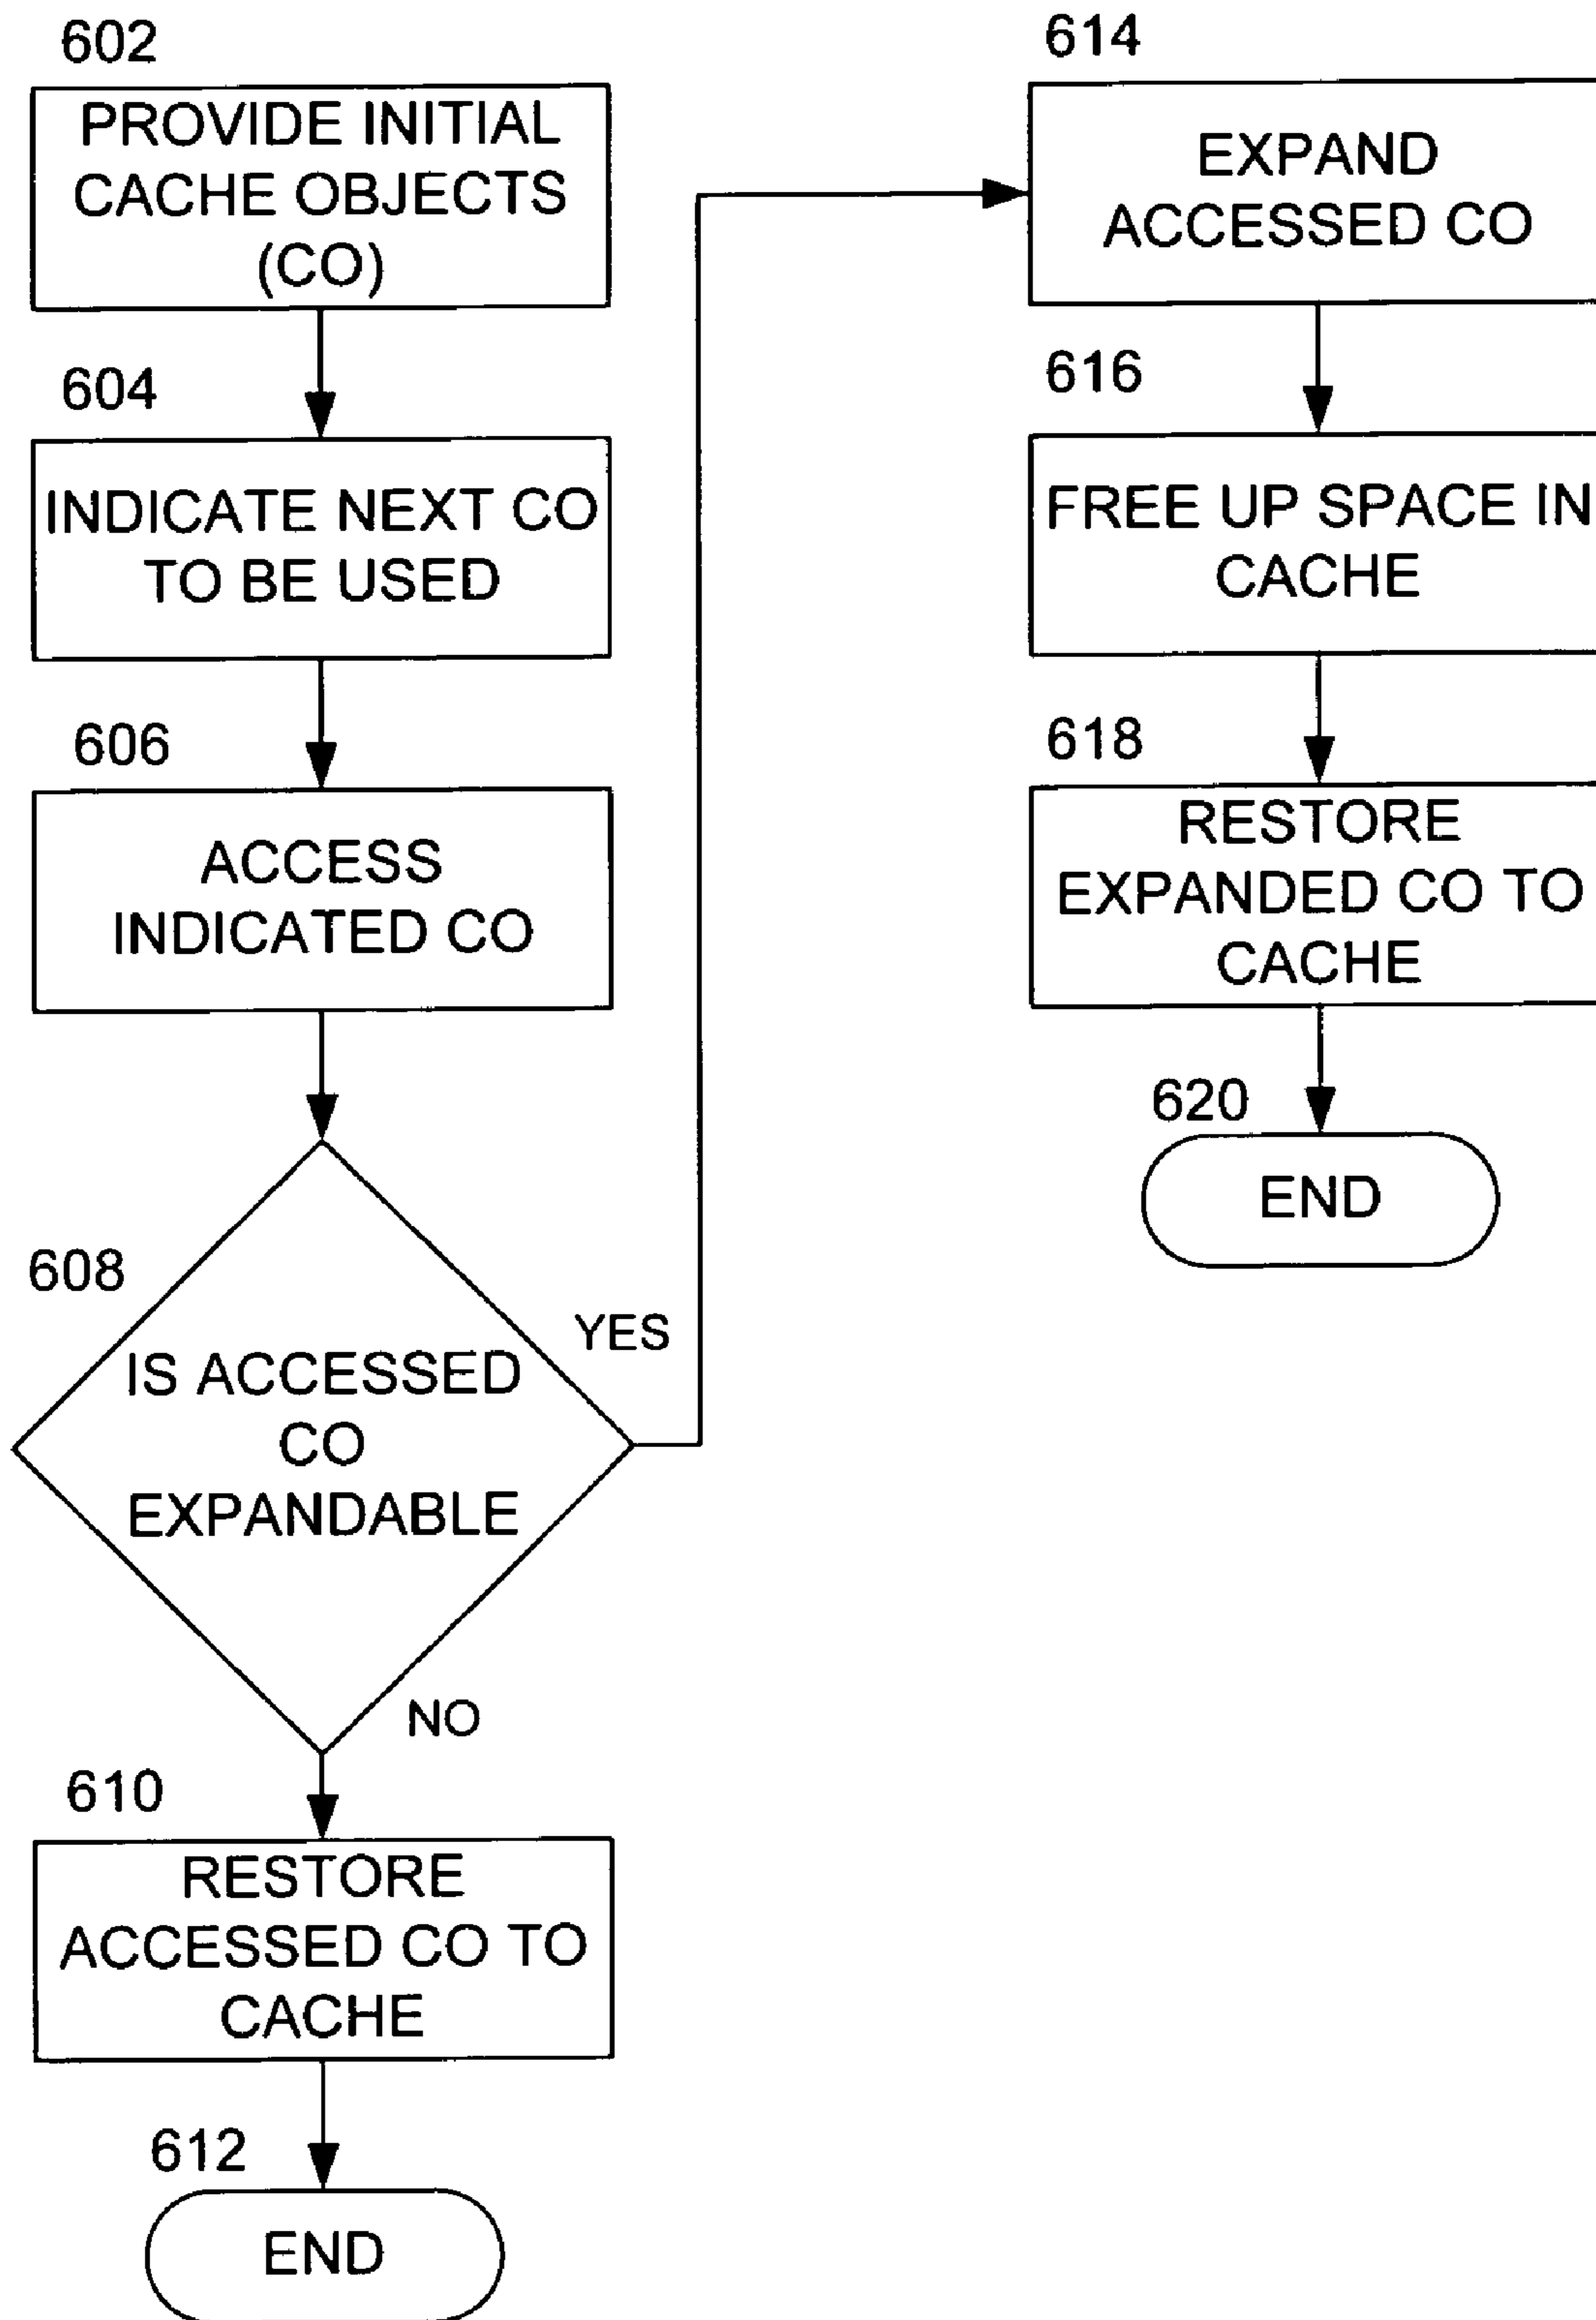 602
PROVIDE INITIAL
CACHE OBJECTS
(CO)
604
INDICATE NEXT CO
TO BE USED
606
ACCESS
INDICATED CO
608
IS ACCESSED
CO
EXPANDABLE
YES
NO
610
RESTORE
ACCESSED CO TO
CACHE
612
END
614
EXPAND
ACCESSED CO
616
FREE UP SPACE IN
CACHE
618
RESTORE
EXPANDED CO TO
CACHE
620
END